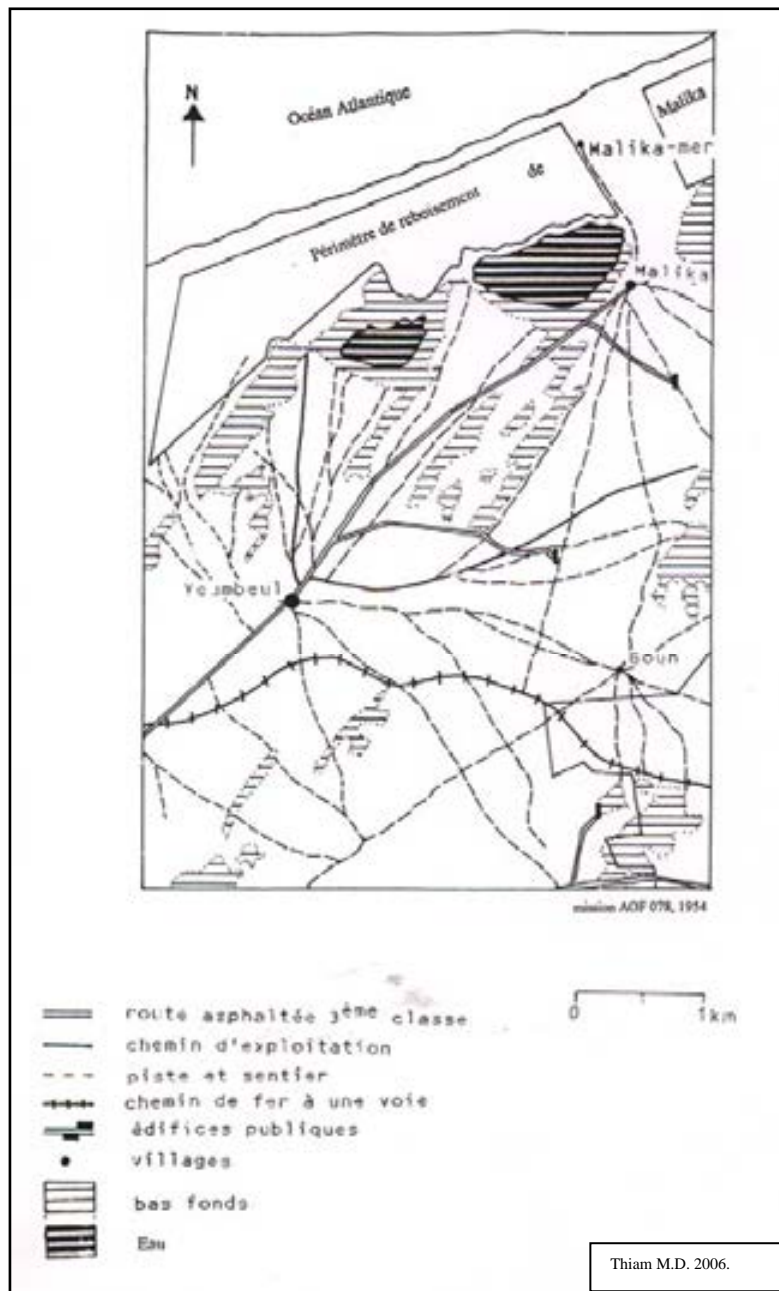 N
Océan Atlantique
Malika
Malika-mer
Périmètre de reboisement de
Malika
Yeumbeul
Boun
mission AOF 078, 1954
route asphaltée 3ème classe
0 1km
chemin d'exploitation
piste et sentier
chemin de fer à une voie
édifices publiques
villages
bas fonds
Eau
Thiam M.D. 2006.